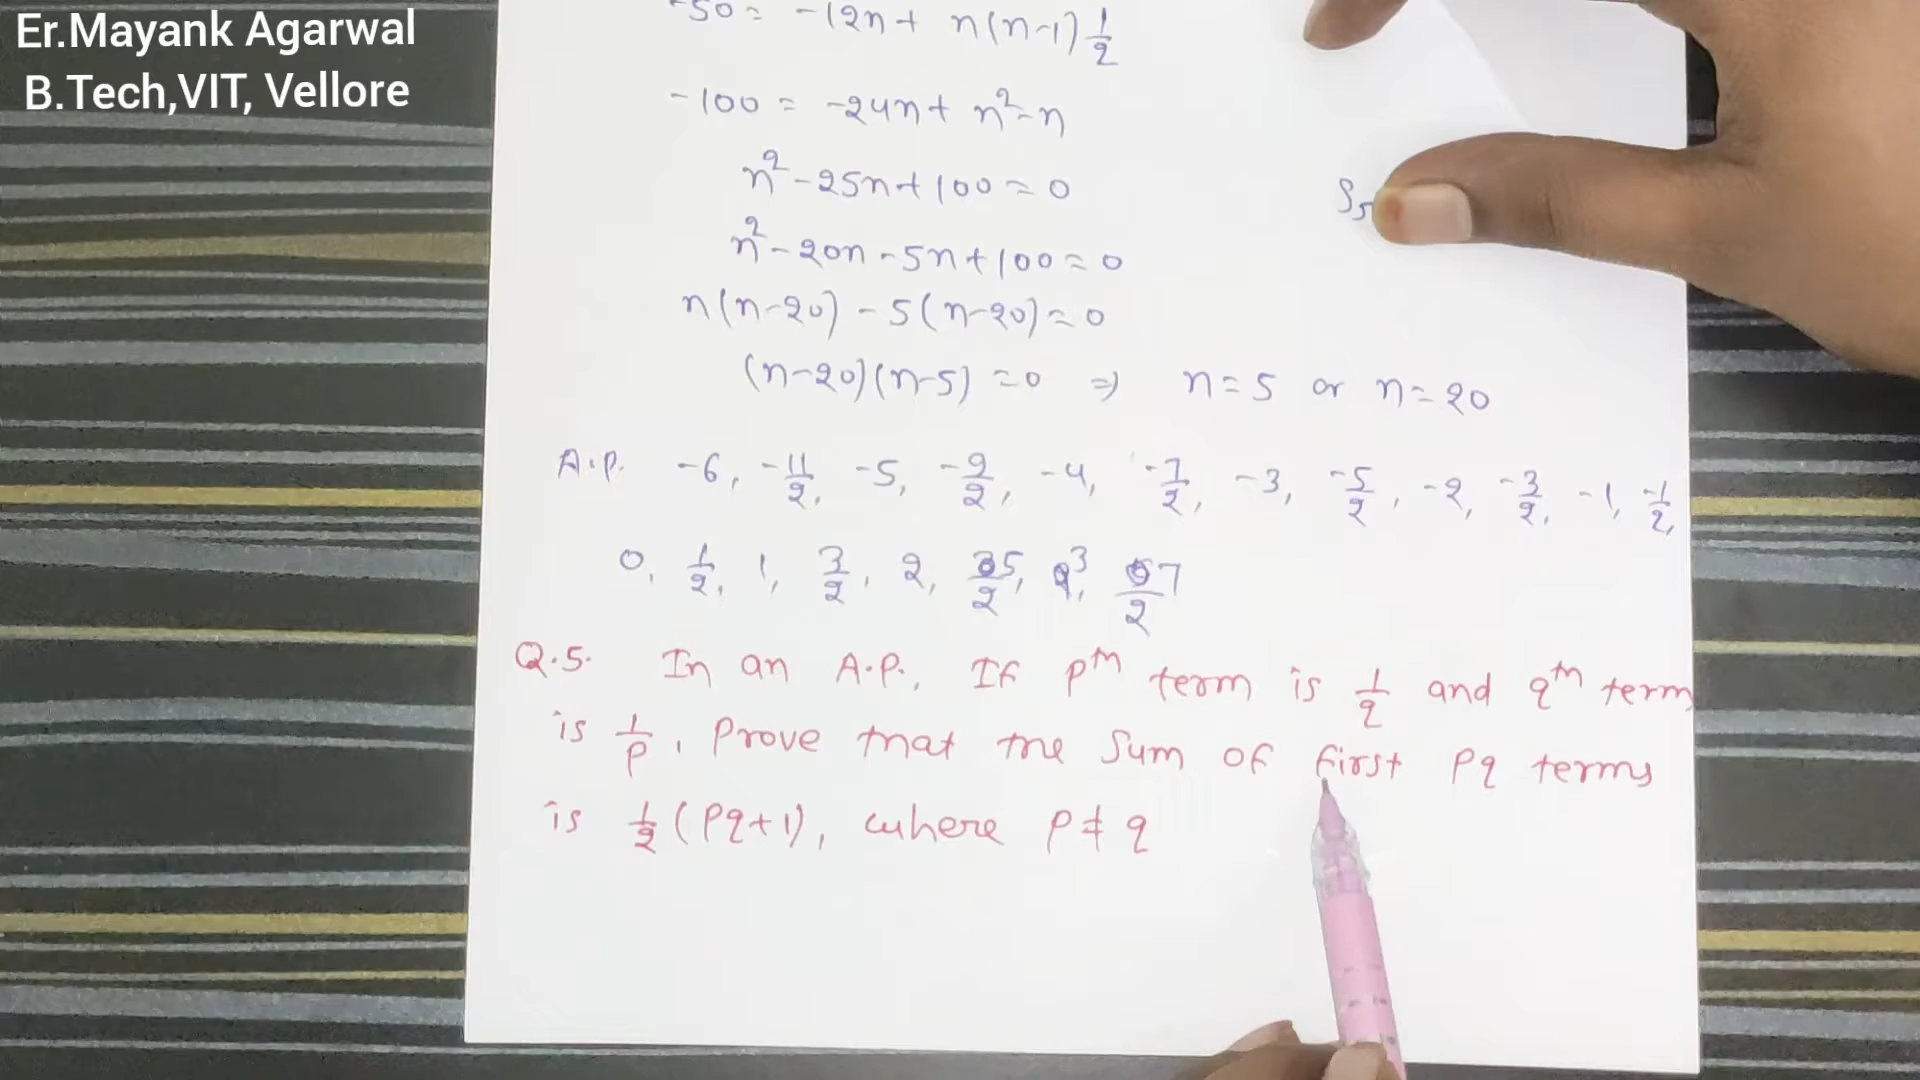 Er.Mayank Agarwal
B.Tech,VIT, Vellore
-50 = -12n + n(n-1) 1/2
-100 = -24n + n² - n
n² - 25n + 100 = 0
n² - 20n - 5n + 100 = 0
n(n-20) - 5(n-20) = 0
(n-20)(n-5) = 0 ⇒ n = 5 or n = 20
A.P. -6, -11/2, -5, -9/2, -4, -7/2, -3, -5/2, -2, -3/2, -1, -1/2,
0, 1/2, 1, 3/2, 2, 5/2, 3, 7/2
Q.5. In an A.P., If pth term is 1/q and qth term
is 1/p, Prove that the Sum of first pq terms
is 1/2 (pq+1), where p ≠ q